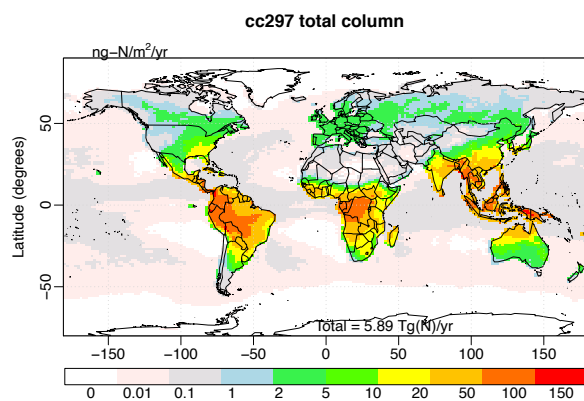 cc297 total column
ng−N/m²/yr
Latitude (degrees)
50
0
−50
Total = 5.89 Tg(N)/yr
−150 −100 −50 0 50 100 150
0 0.01 0.1 1 2 5 10 20 50 100 150